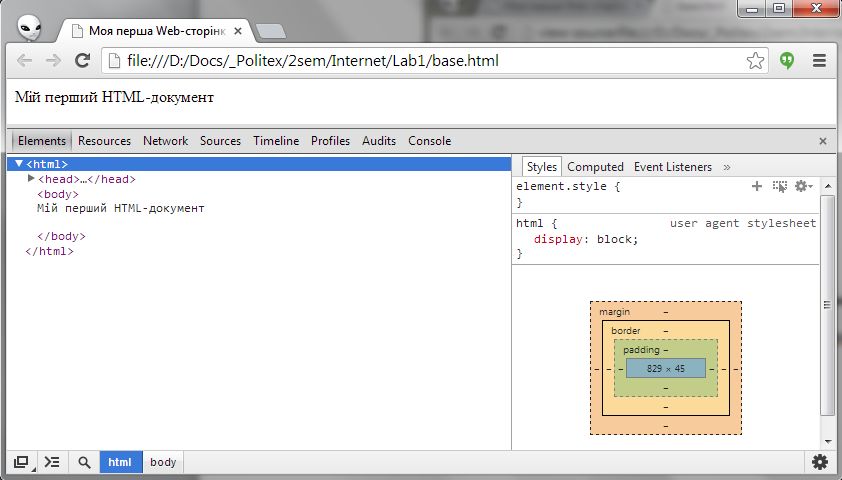 Моя перша Web-сторінк
file:///D:/Docs/_Politex/2sem/Internet/Lab1/base.html
Мій перший HTML-документ
Elements Resources Network Sources Timeline Profiles Audits Console
<html>
<head>…</head>
<body>
Мій перший HTML-документ
</body>
</html>
Styles Computed Event Listeners »
element.style {
}
html { user agent stylesheet
display: block;
}
margin –
border –
padding –
– – – 829 × 45 – – –
–
–
–
html body